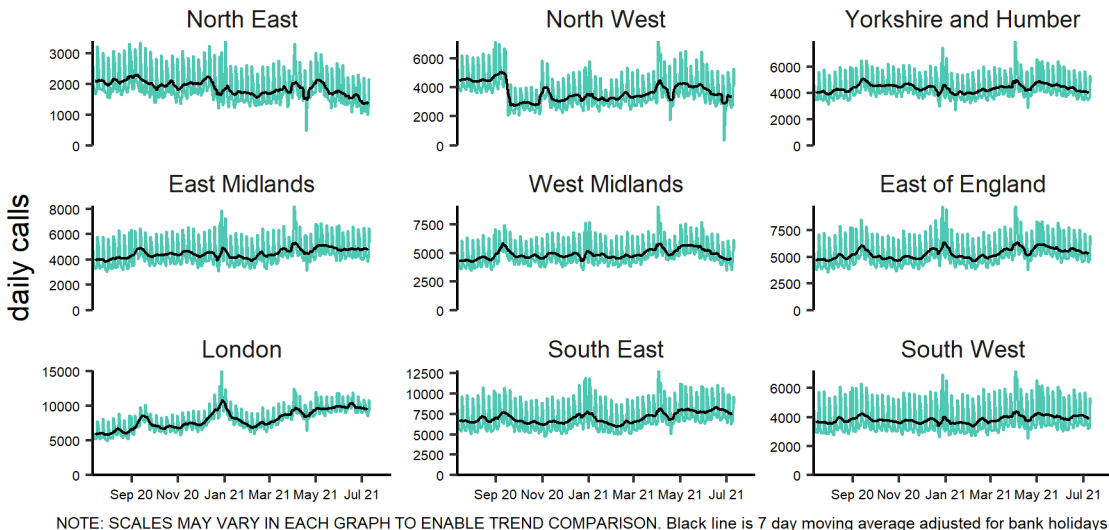 North East
North West
Yorkshire and Humber
3000
2000
1000
0
6000
4000
2000
0
6000
4000
2000
0
East Midlands
West Midlands
East of England
daily calls
8000
6000
4000
2000
0
7500
5000
2500
0
7500
5000
2500
0
London
South East
South West
15000
10000
5000
0
12500
10000
7500
5000
2500
0
6000
4000
2000
0
Sep 20 Nov 20 Jan 21 Mar 21 May 21 Jul 21
Sep 20 Nov 20 Jan 21 Mar 21 May 21 Jul 21
Sep 20 Nov 20 Jan 21 Mar 21 May 21 Jul 21
NOTE: SCALES MAY VARY IN EACH GRAPH TO ENABLE TREND COMPARISON. Black line is 7 day moving average adjusted for bank holidays